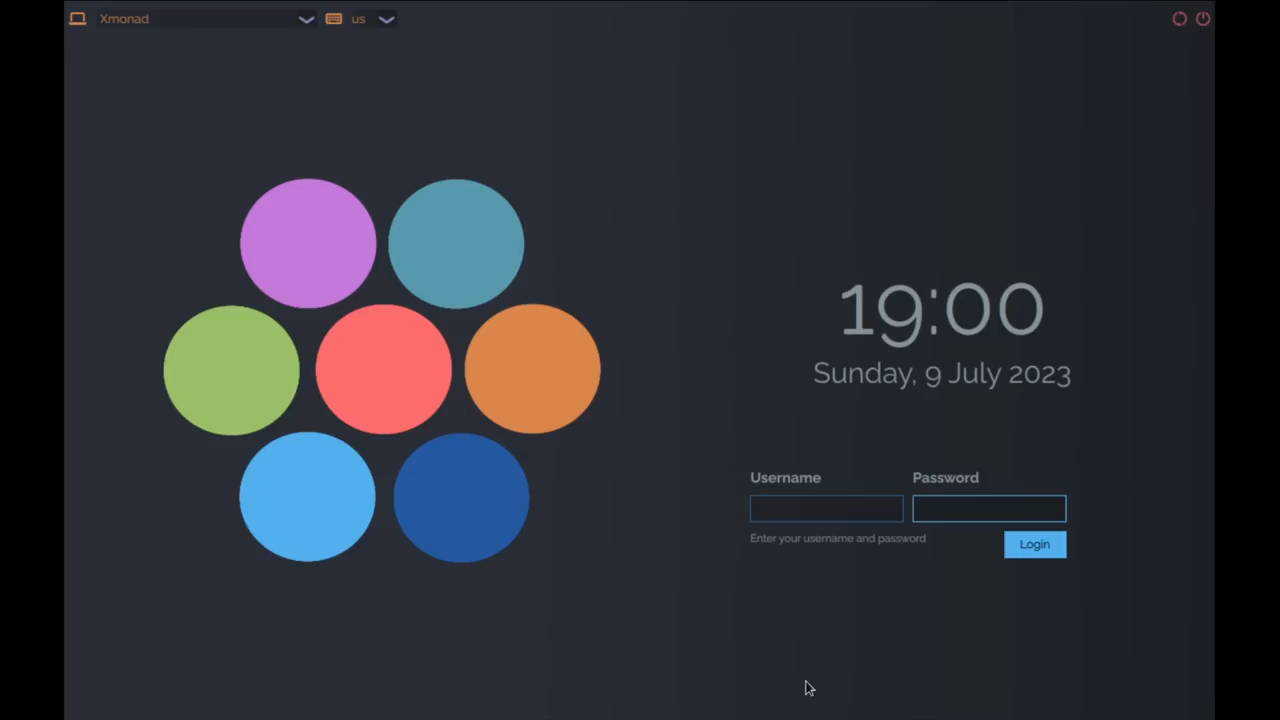 Xmonad us
19:00
Sunday, 9 July 2023
Username Password
Enter your username and password
Login